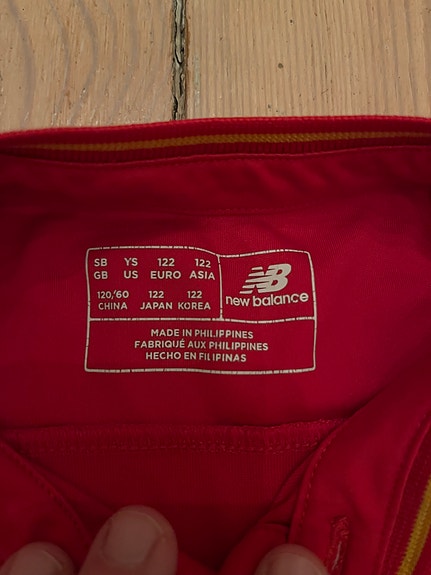 SB YS 122 122
GB US EURO ASIA
120/60 122 122
CHINA JAPAN KOREA
NB
new balance
MADE IN PHILIPPINES
FABRIQUÉ AUX PHILIPPINES
HECHO EN FILIPINAS